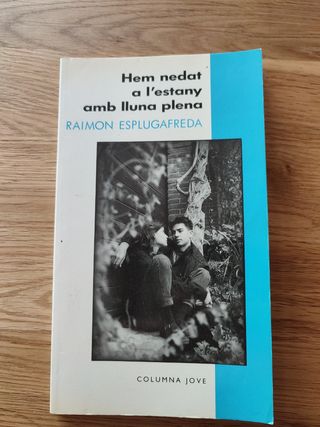 Hem nedat
a l'estany
amb lluna plena
RAIMON ESPLUGAFREDA
COLUMNA JOVE